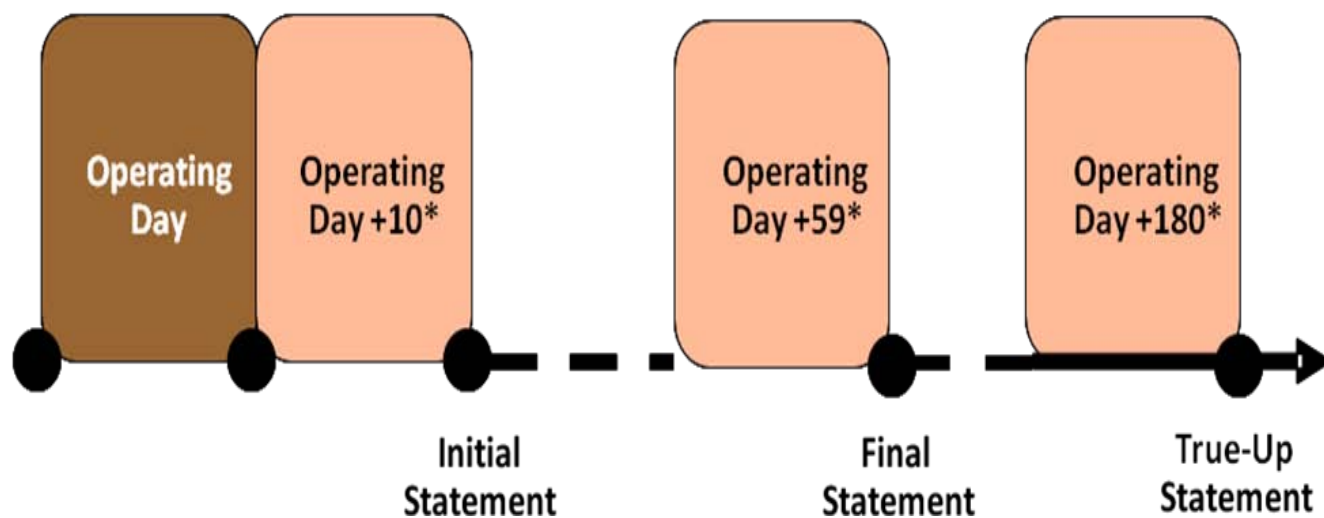 Operating
Day
Operating
Day +10*
Operating
Day +59*
Operating
Day +180*
Initial
Statement
Final
Statement
True-Up
Statement